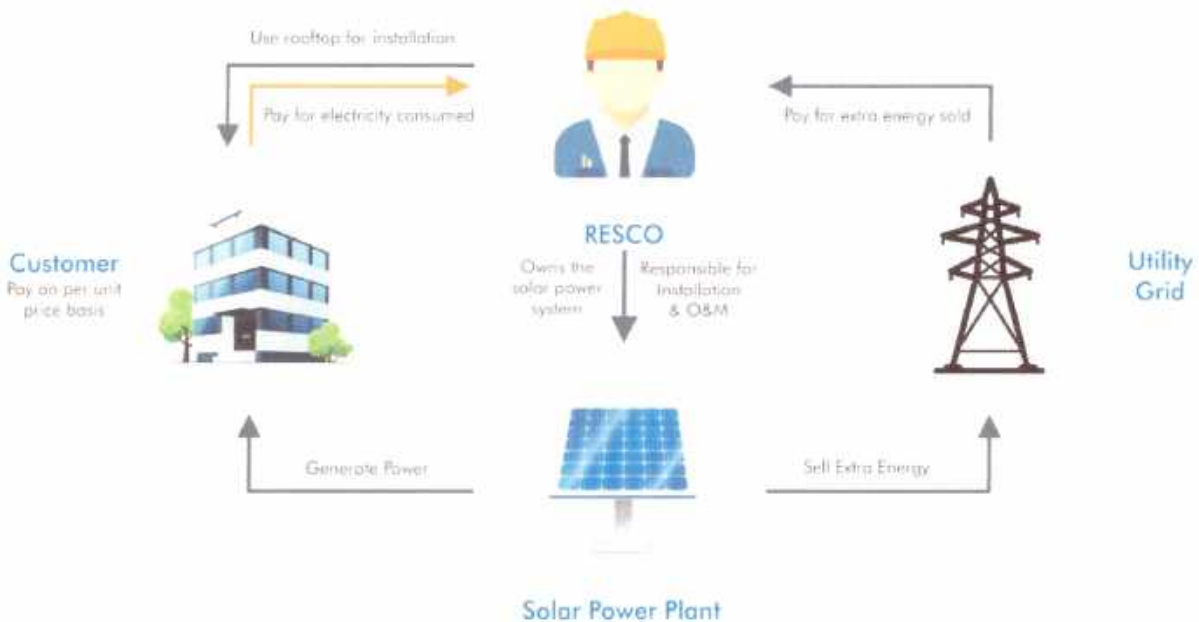 Use rooftop for installation
Pay for electricity consumed
Pay for extra energy sold
Customer
Pay on per unit
price basis
RESCO
Owns the
solar power
system
Responsible for
Installation
& O&M
Utility
Grid
Generate Power
Sell Extra Energy
Solar Power Plant